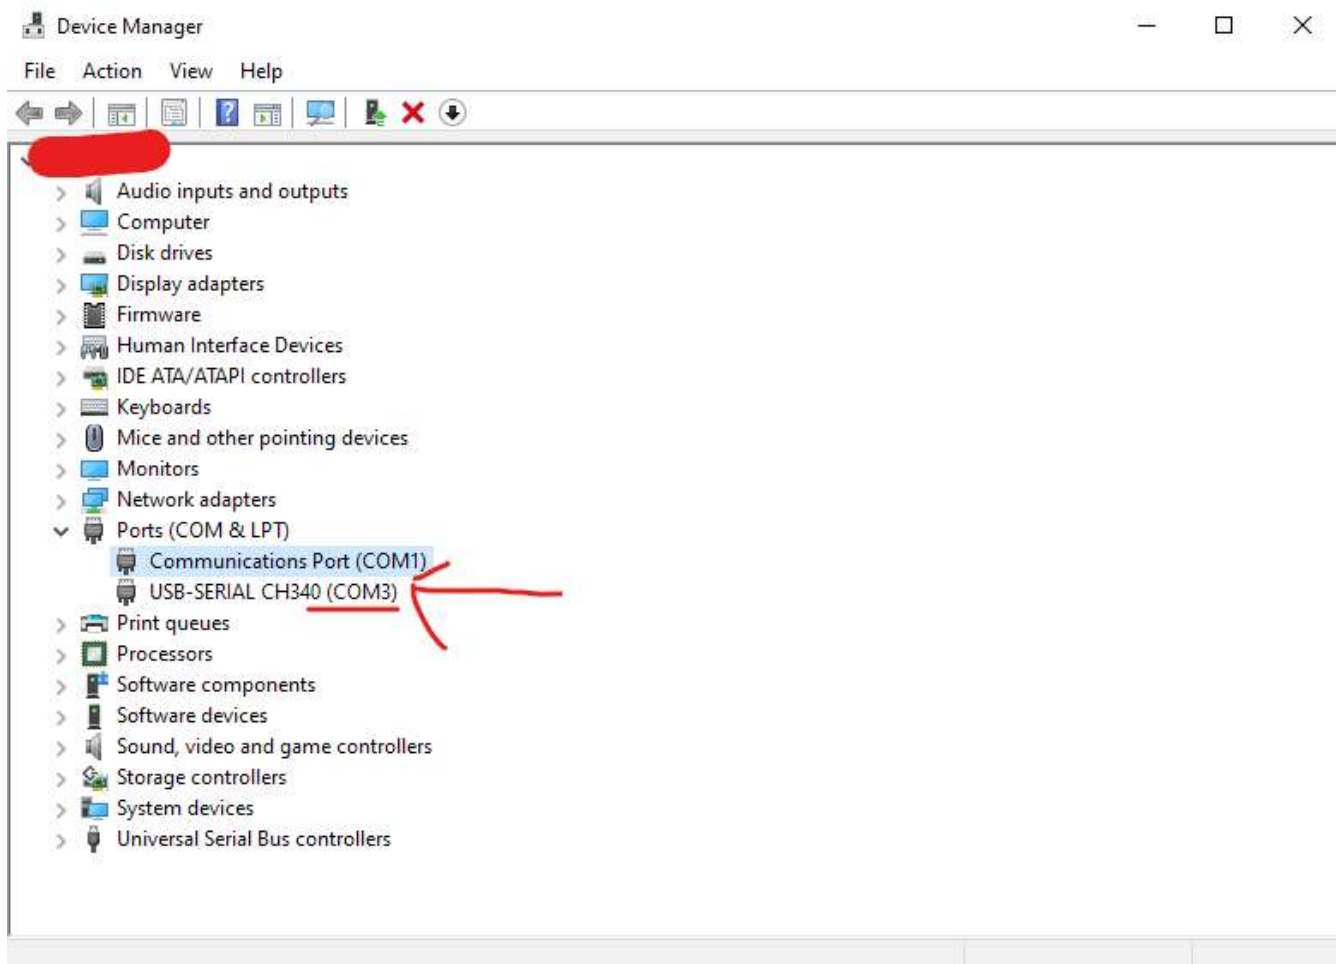 Device Manager
File Action View Help
Audio inputs and outputs
Computer
Disk drives
Display adapters
Firmware
Human Interface Devices
IDE ATA/ATAPI controllers
Keyboards
Mice and other pointing devices
Monitors
Network adapters
Ports (COM & LPT)
Communications Port (COM1)
USB-SERIAL CH340 (COM3)
Print queues
Processors
Software components
Software devices
Sound, video and game controllers
Storage controllers
System devices
Universal Serial Bus controllers